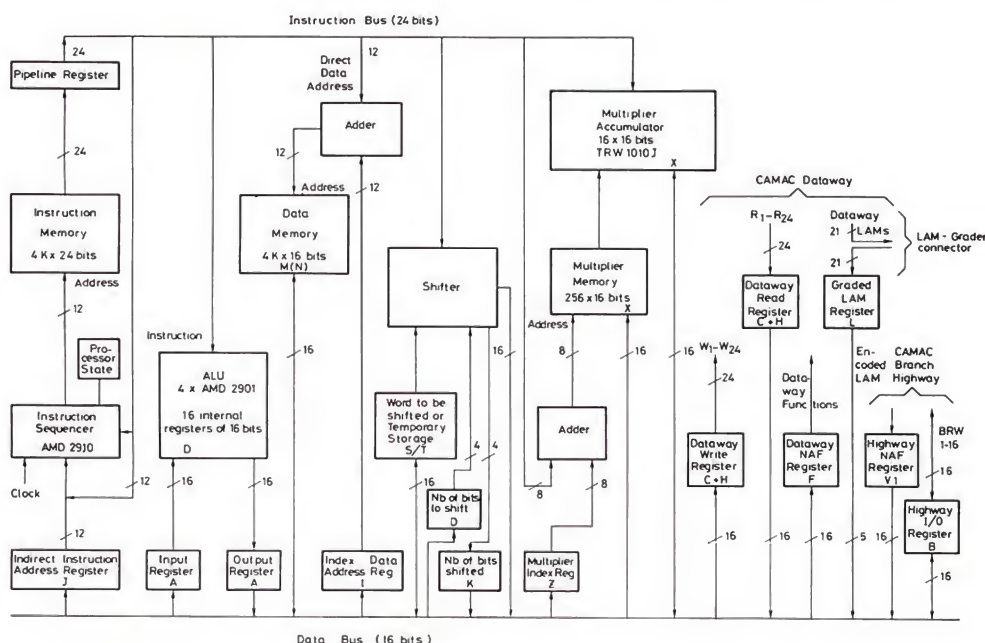 Instruction Bus (24 bits)
24
Pipeline Register
24
Instruction
Memory
4 K x 24 bits
Address
12
Pro-
cessor
State
Instruction
Sequencer
AMD 2910
Clock
12
12
Indirect Instruction
Address Register
J
Instruction
ALU
4 x AMD 2901
16 internal
registers of 16 bits
D
16
16
Input
Register
A
Output
Register
A
12
Direct
Data
Address
Adder
12
12
Address
Data
Memory
4 K x 16 bits
M(N)
16
Index Data
Address Reg
I
Shifter
16
Word to be
shifted or
Temporary
Storage
S/T
16
4
4
Nb of bits
to shift
D
Nb of bits
shifted
K
Multiplier
Accumulator
16 x 16 bits
TRW 1010J
X
Multiplier
Memory
256 x 16 bits
X
Address
8
16
16
Adder
8
8
Multiplier
Index Reg
Z
CAMAC Dataway
R1-R24
24
Dataway
21
LAMs
21
LAM - Grader
connector
Dataway
Read
Register
C + H
Graded
LAM
Register
L
W1-W24
24
Data-
way
Functions
En-
coded
LAM
CAMAC
Branch
Highway
BRW
1-16
16
Dataway
Write
Register
C + H
Dataway
NAF
Register
F
Highway
NAF
Register
V1
Highway
I/O
Register
B
16
16
16
5
16
16
Data Bus (16 bits)